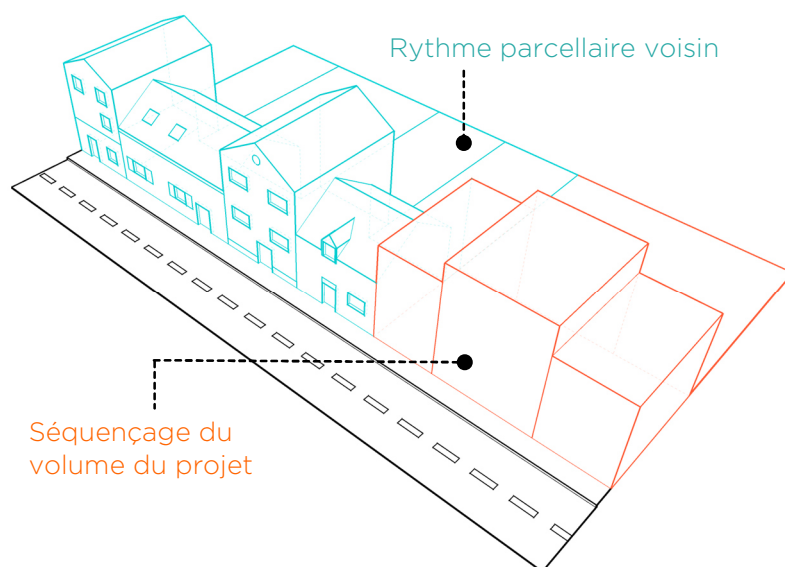 Rythme parcellaire voisin
Séquençage du
volume du projet